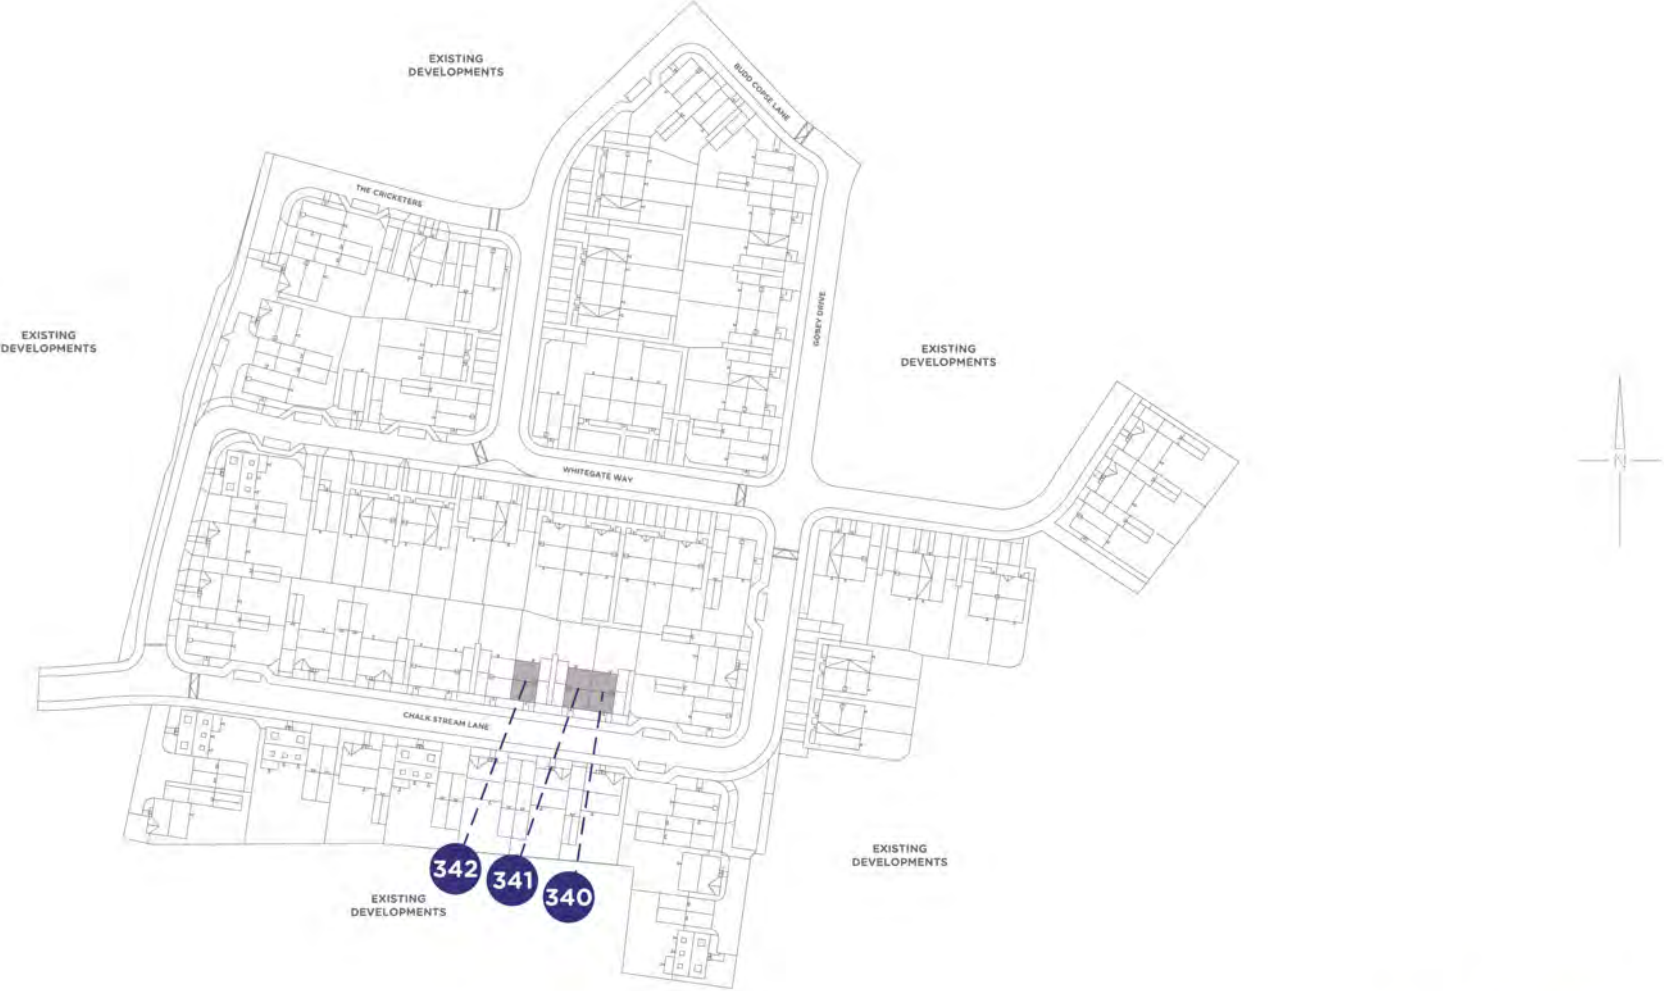 EXISTING
DEVELOPMENTS
BUDD COPSE LANE
THE CRICKETERS
GOBEY DRIVE
EXISTING
DEVELOPMENTS
EXISTING
DEVELOPMENTS
N
WHITEGATE WAY
CHALK STREAM LANE
342
341
340
EXISTING
DEVELOPMENTS
EXISTING
DEVELOPMENTS